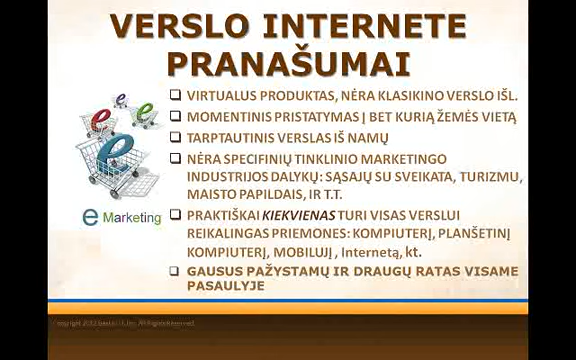 VERSLO INTERNETE
PRANAŠUMAI
VIRTUALUS PRODUKTAS, NĖRA KLASIKINO VERSLO IŠL.
MOMENTINIS PRISTATYMAS Į BET KURIĄ ŽEMĖS VIETĄ
TARPTAUTINIS VERSLAS IŠ NAMŲ
NĖRA SPECIFINIŲ TINKLINIO MARKETINGO
INDUSTRIJOS DALYKŲ: SĄSAJŲ SU SVEIKATA, TURIZMU,
MAISTO PAPILDAIS, IR T.T.
e Marketing
PRAKTIŠKAI KIEKVIENAS TURI VISAS VERSLUI
REIKALINGAS PRIEMONES: KOMPIUTERĮ, PLANŠETINĮ
KOMPIUTERĮ, MOBILUJĮ , Internetą, kt.
GAUSUS PAŽYSTAMŲ IR DRAUGŲ RATAS VISAME
PASAULYJE